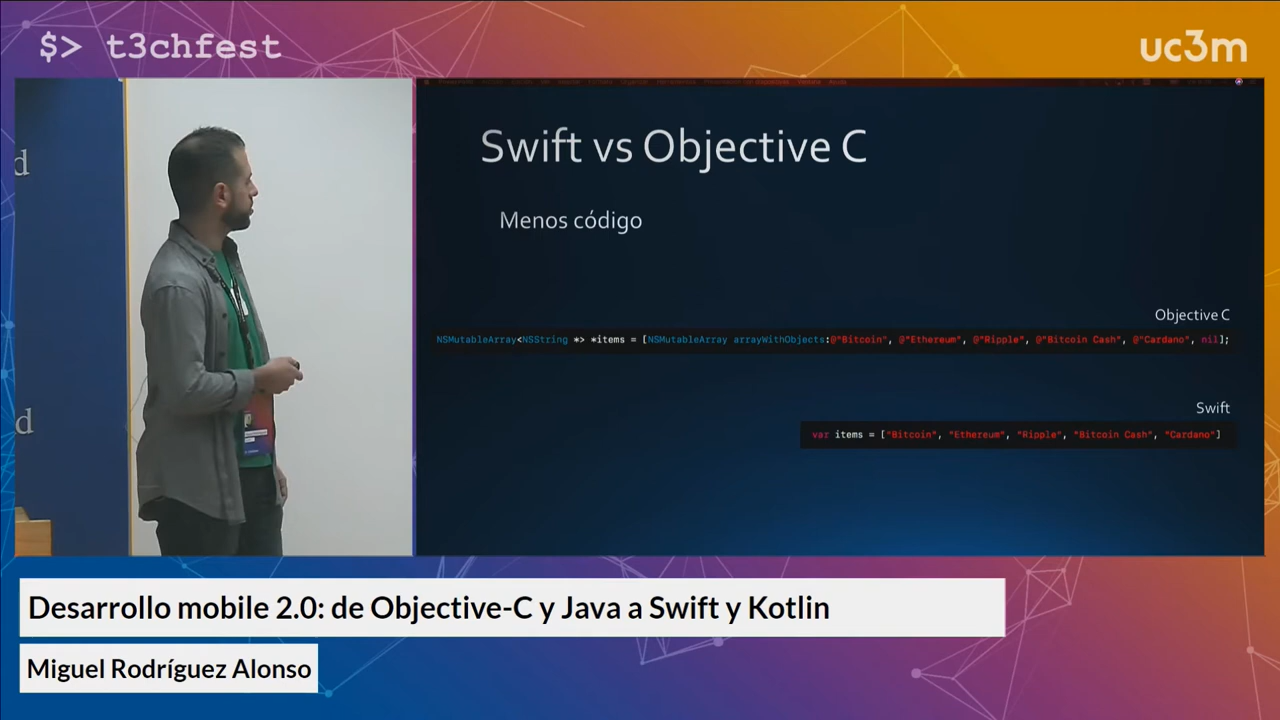 $> t3chfest
uc3m
d
d
Swift vs Objective C
Menos código
Objective C
NSMutableArray<NSString *> *items = [NSMutableArray arrayWithObjects:@"Bitcoin", @"Ethereum", @"Ripple", @"Bitcoin Cash", @"Cardano", nil];
Swift
var items = ["Bitcoin", "Ethereum", "Ripple", "Bitcoin Cash", "Cardano"]
Desarrollo mobile 2.0: de Objective-C y Java a Swift y Kotlin
Miguel Rodríguez Alonso